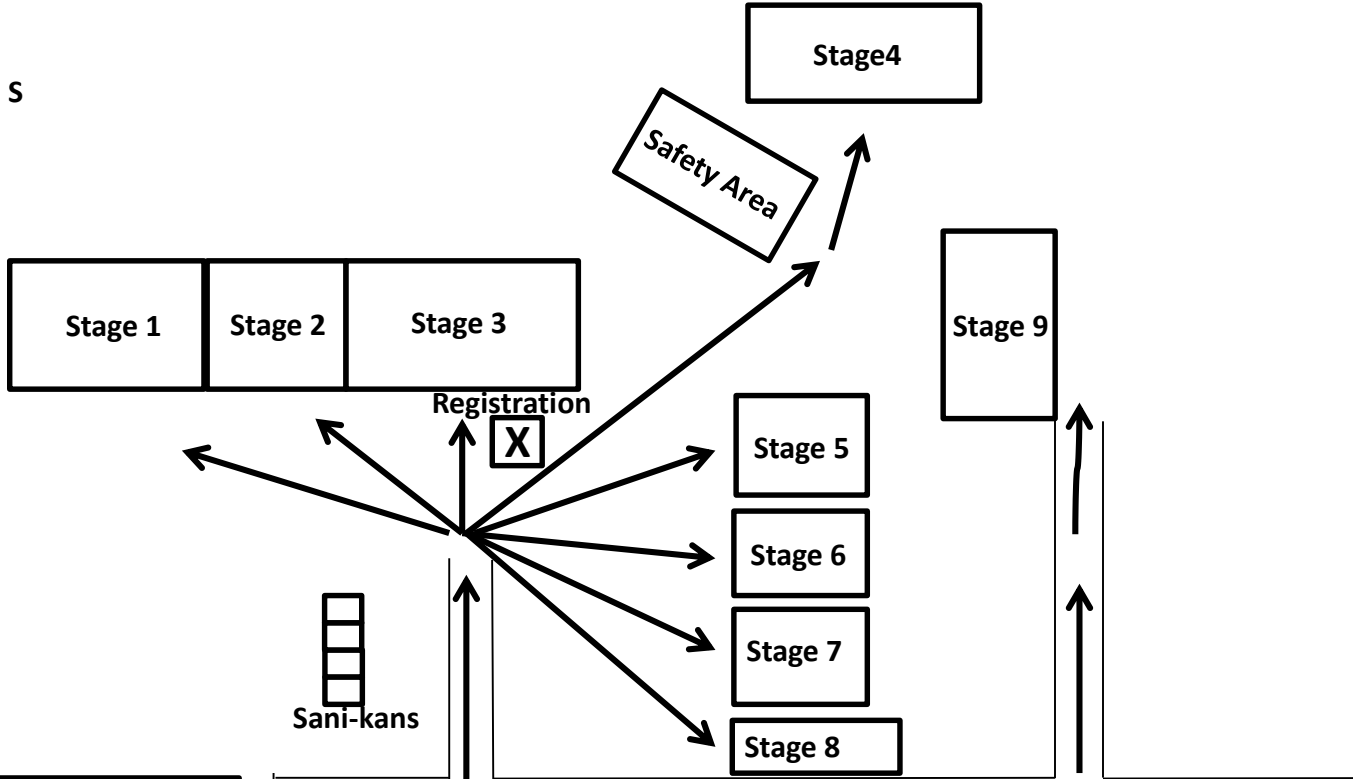 Stage4
S
Safety Area
Stage 1
Stage 2
Stage 3
Stage 9
Registration
X
Stage 5
Stage 6
Stage 7
Sani-kans
Stage 8